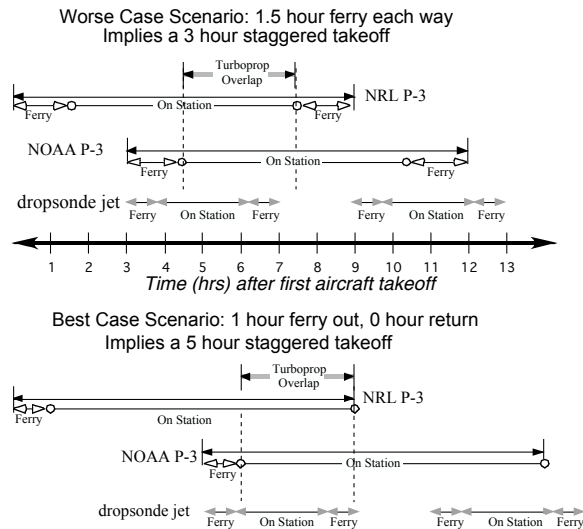 Worse Case Scenario: 1.5 hour ferry each way
Implies a 3 hour staggered takeoff
Turboprop
Overlap
NRL P-3
Ferry
On Station
Ferry
NOAA P-3
Ferry
On Station
Ferry
dropsonde jet
Ferry
On Station
Ferry
Ferry
On Station
Ferry
1 2 3 4 5 6 7 8 9 10 11 12 13
Time (hrs) after first aircraft takeoff
Best Case Scenario: 1 hour ferry out, 0 hour return
Implies a 5 hour staggered takeoff
Turboprop
Overlap
NRL P-3
Ferry
On Station
NOAA P-3
Ferry
On Station
dropsonde jet
Ferry
On Station
Ferry
Ferry
On Station
Ferry